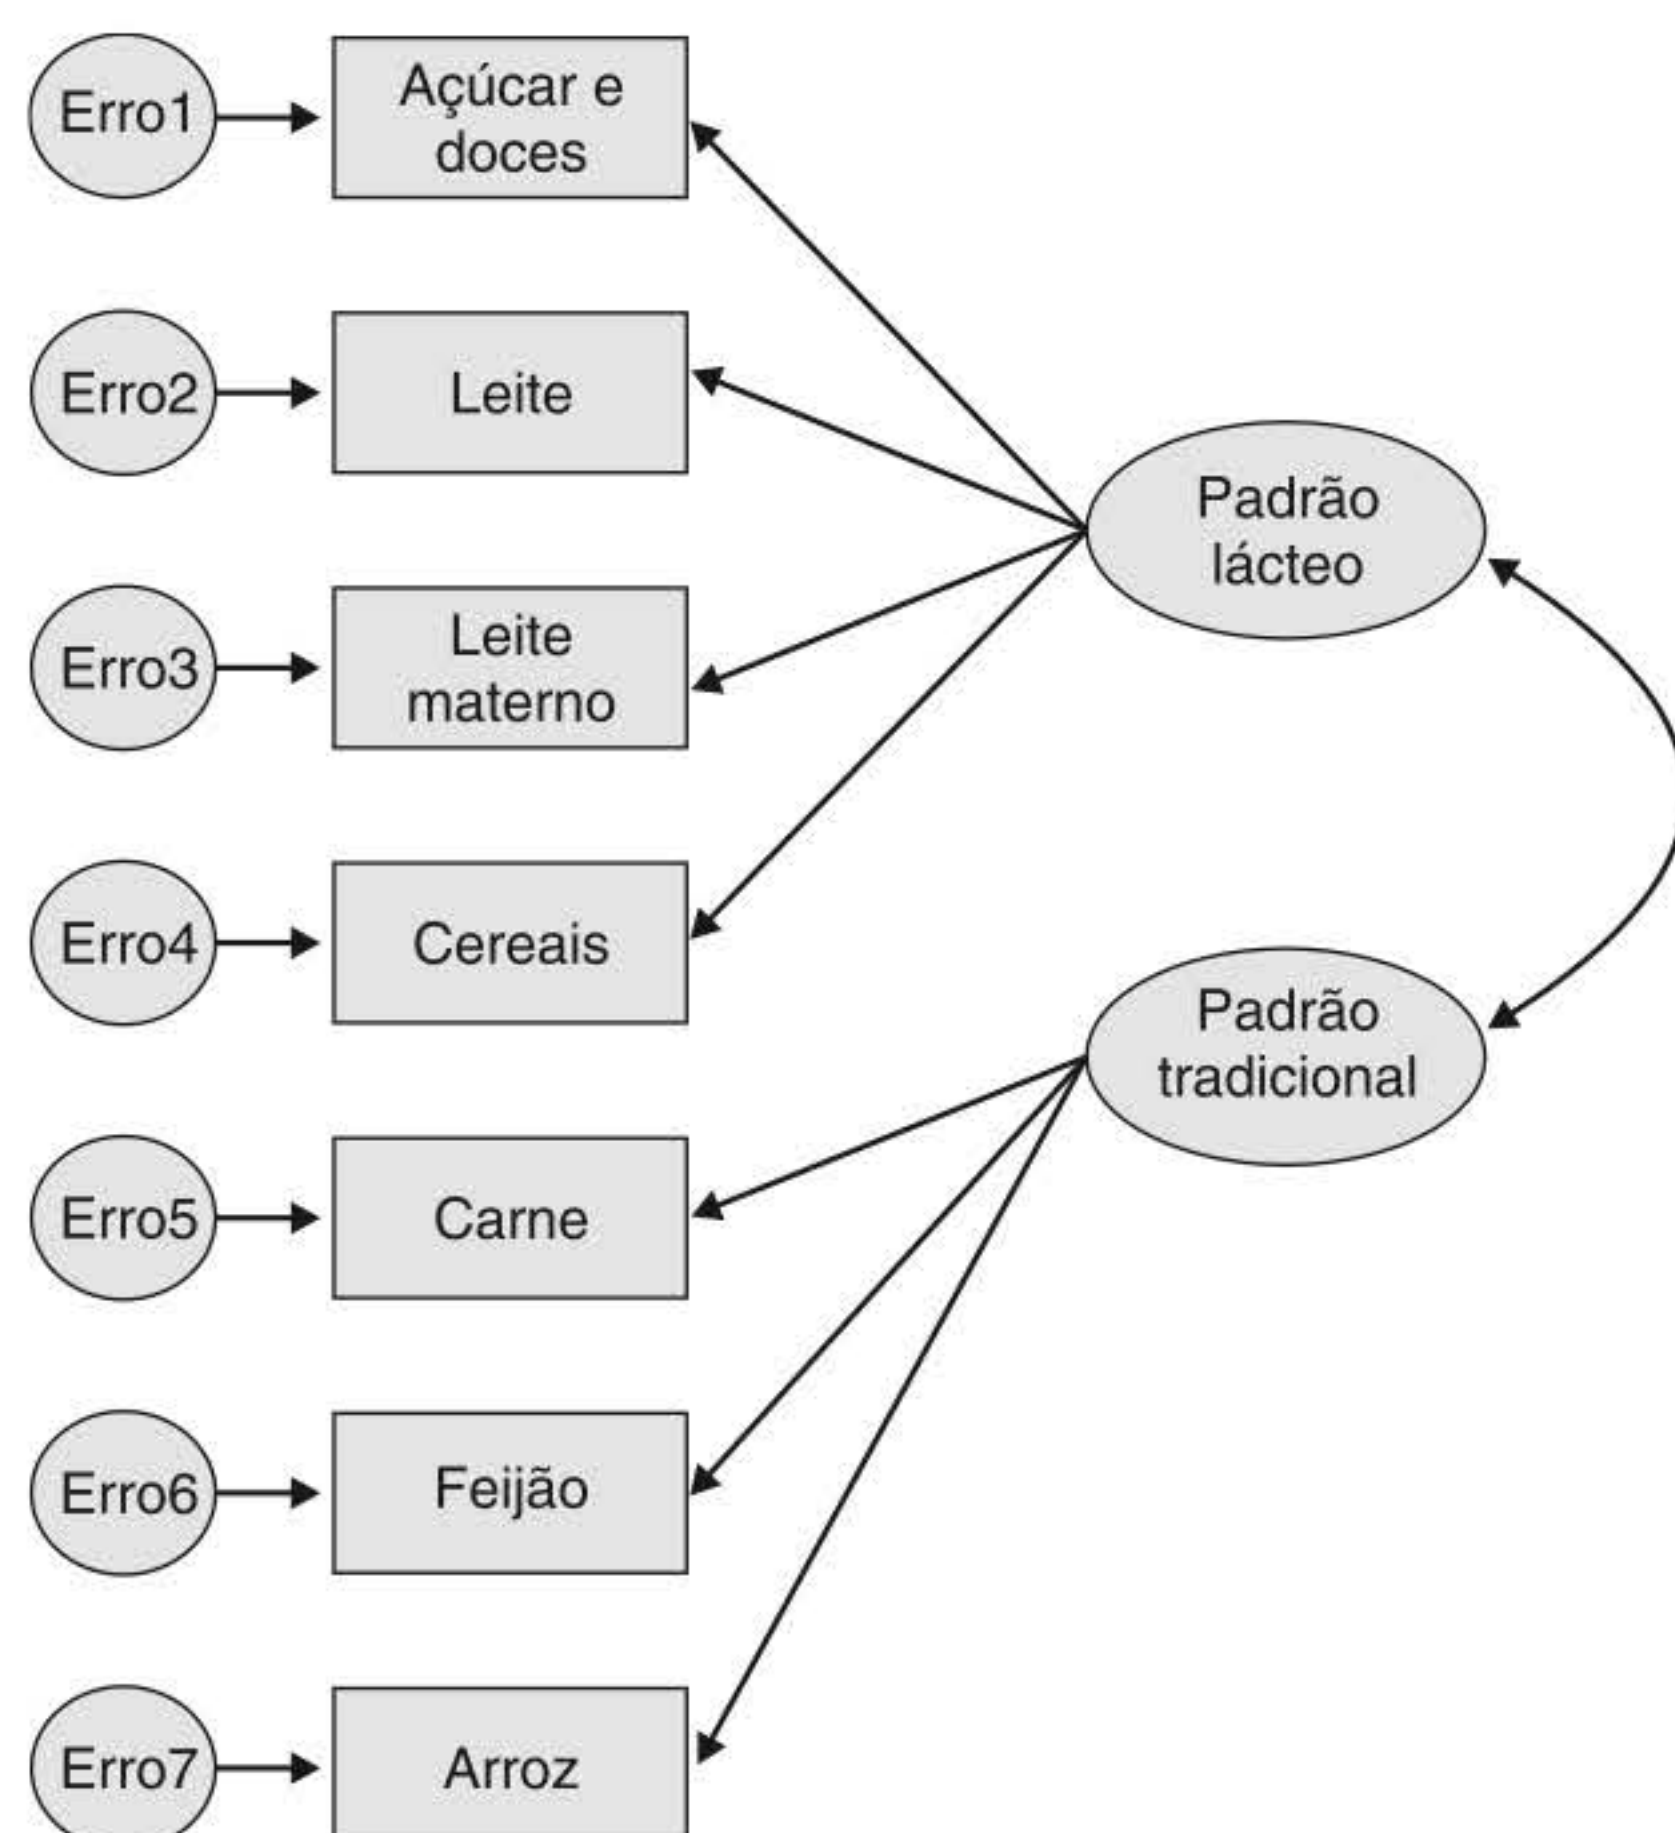 Erro1
Açúcar e
doces
Erro2
Leite
Padrão
lácteo
Erro3
Leite
materno
Erro4
Cereais
Padrão
tradicional
Erro5
Carne
Erro6
Feijão
Erro7
Arroz